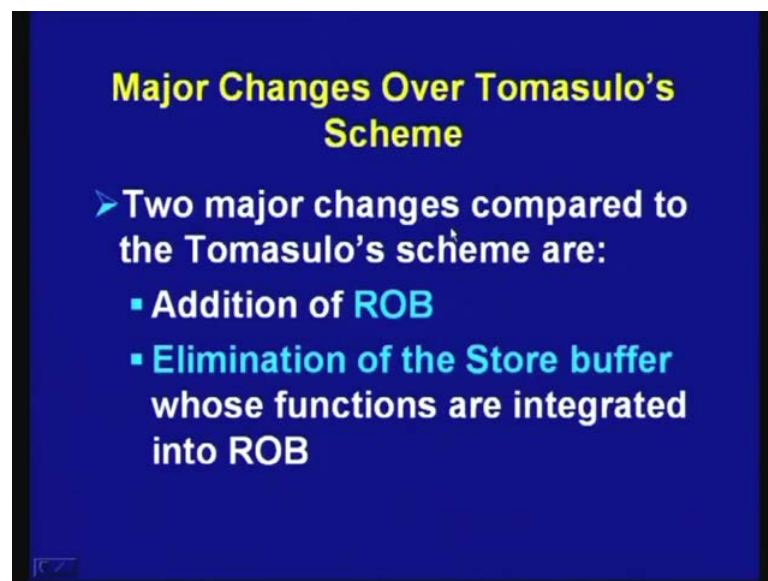 Major Changes Over Tomasulo's
Scheme
➢Two major changes compared to
the Tomasulo's scheme are:
▪ Addition of ROB
▪ Elimination of the Store buffer
whose functions are integrated
into ROB